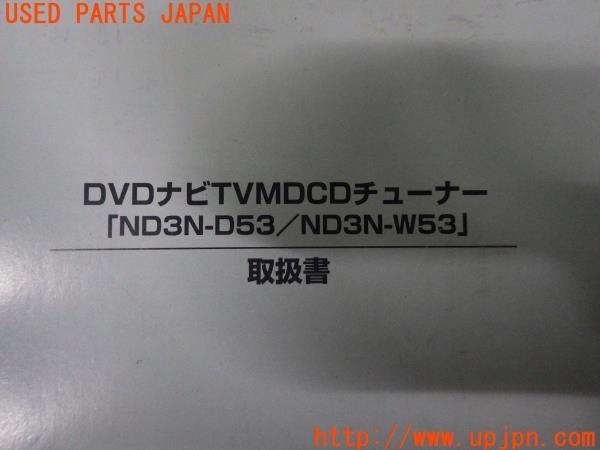 USED PARTS JAPAN
DVDナビTVMDCDチューナー
「ND3N-D53／ND3N-W53」
取扱書
http://www.upjpn.com